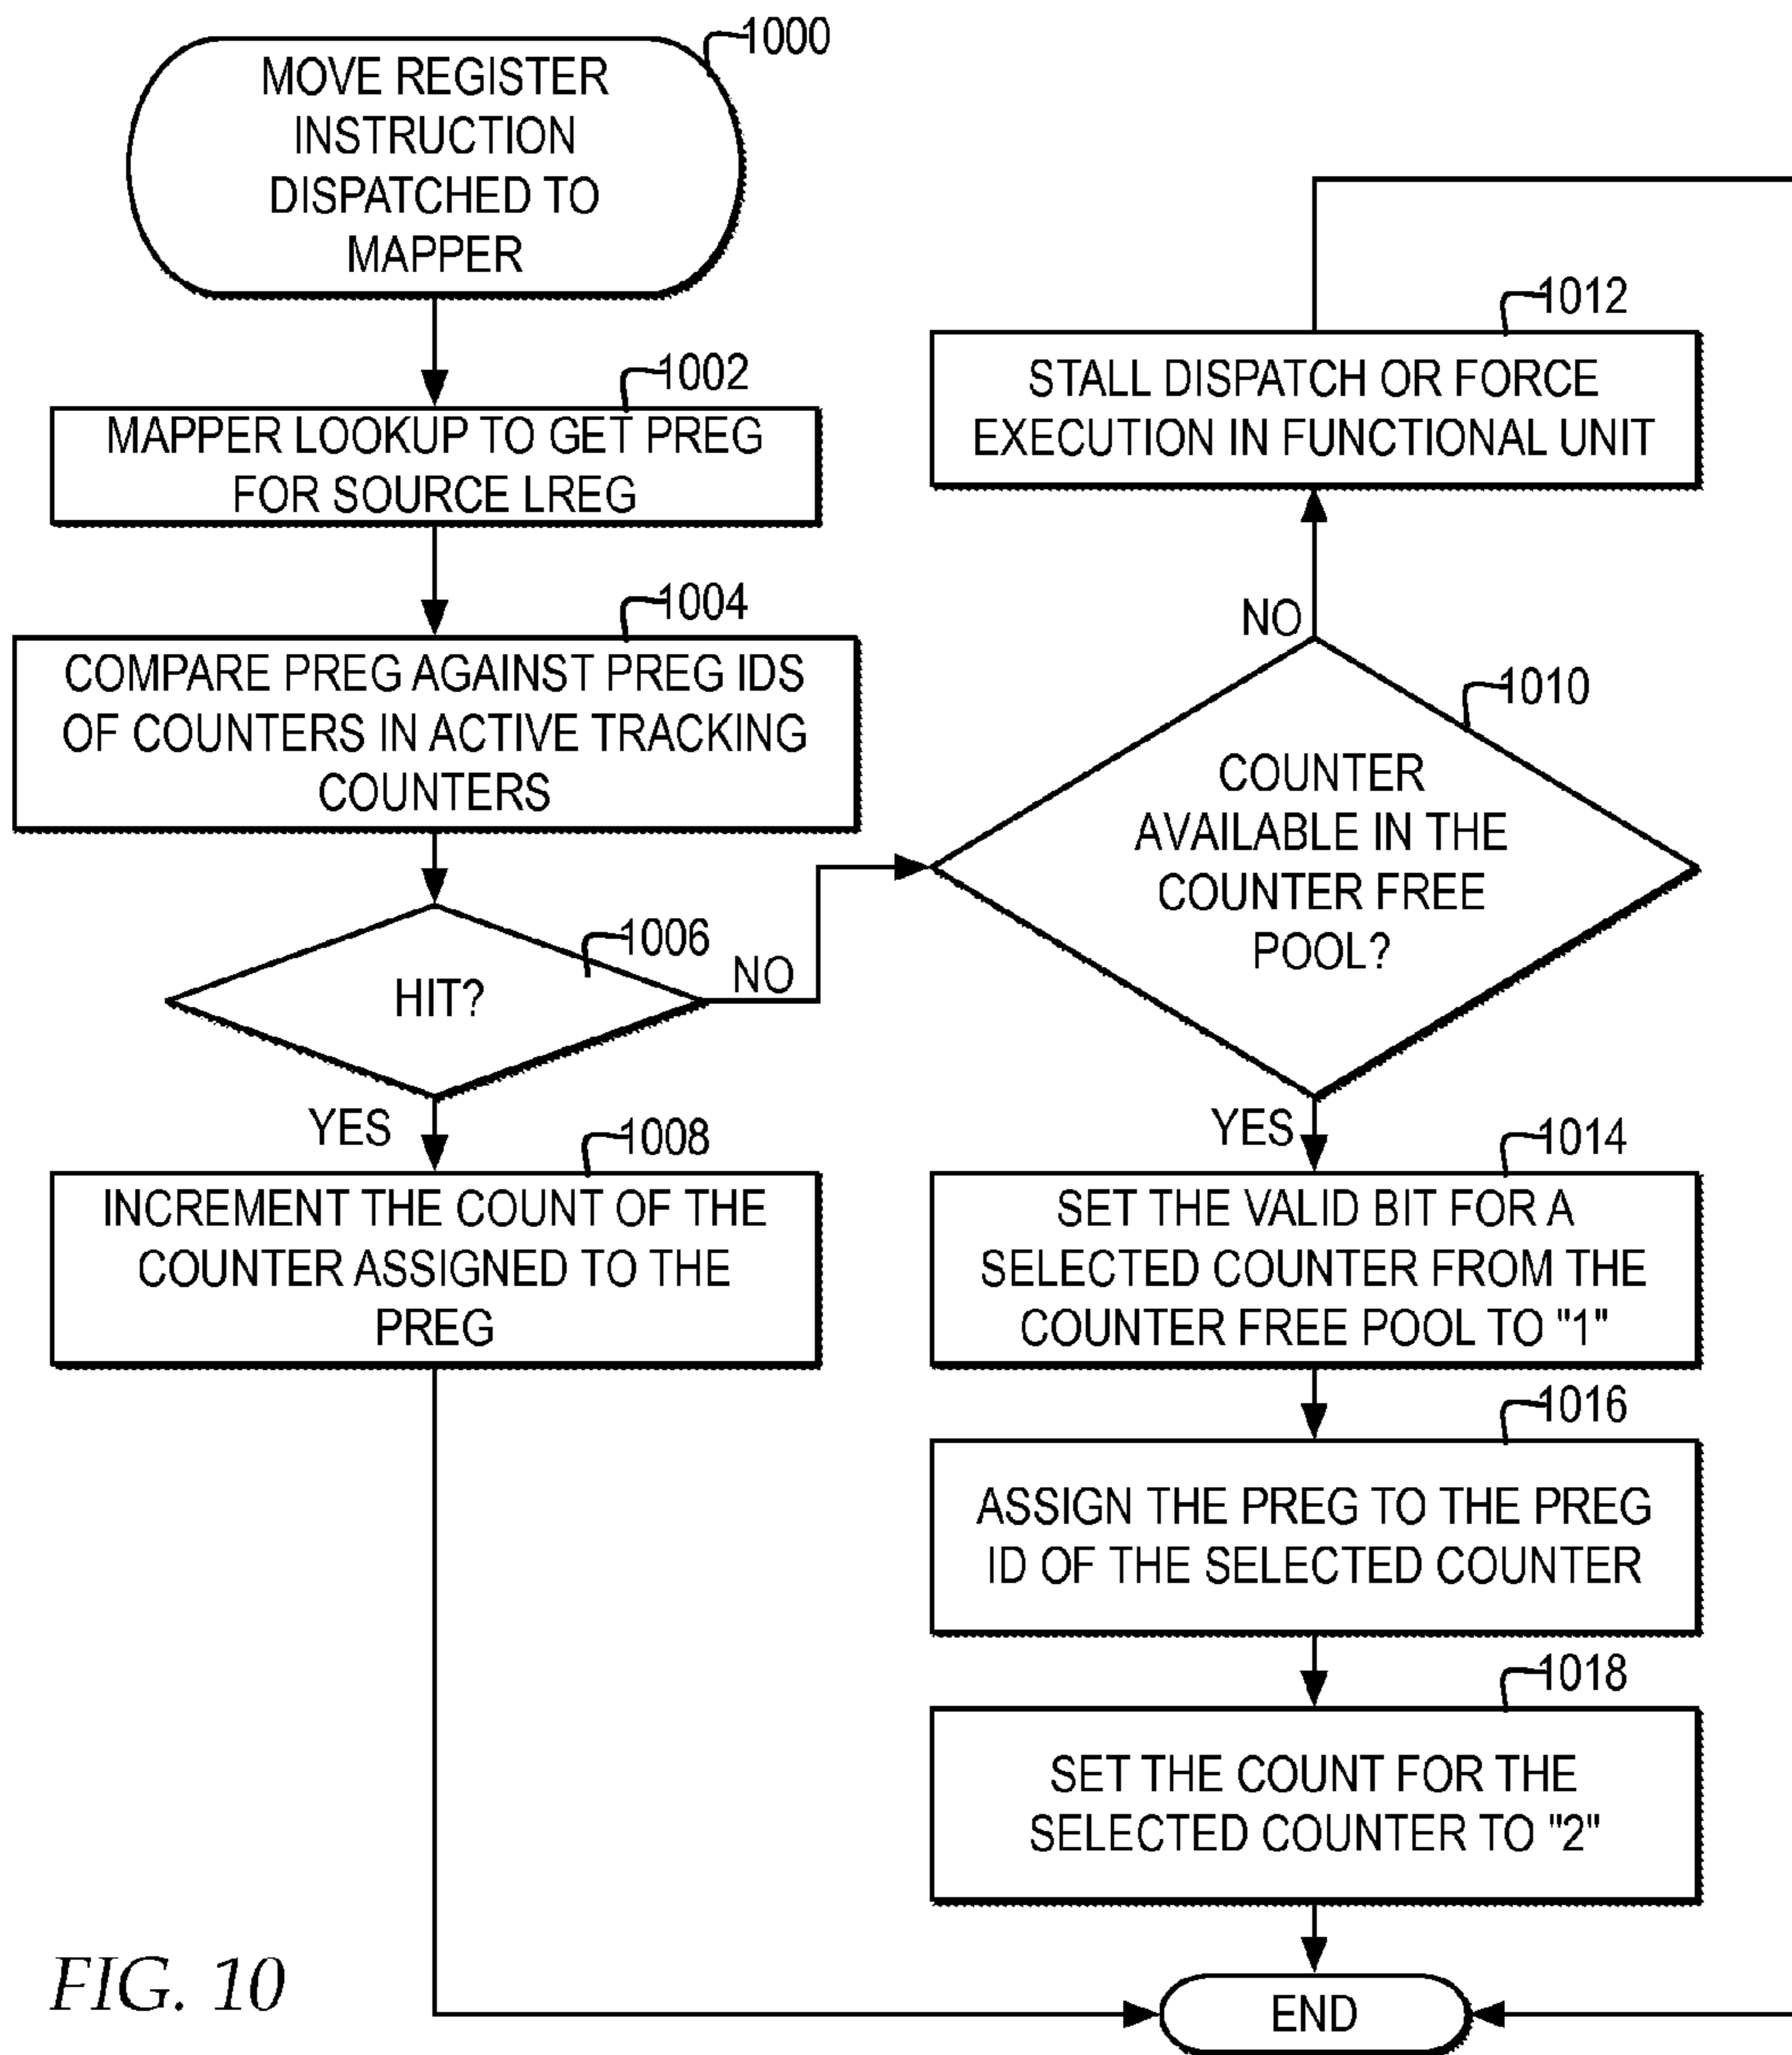 1000
MOVE REGISTER
INSTRUCTION
DISPATCHED TO
MAPPER
1002
MAPPER LOOKUP TO GET PREG
FOR SOURCE LREG
1004
COMPARE PREG AGAINST PREG IDS
OF COUNTERS IN ACTIVE TRACKING
COUNTERS
1006
HIT?
NO
YES
1008
INCREMENT THE COUNT OF THE
COUNTER ASSIGNED TO THE
PREG
1012
STALL DISPATCH OR FORCE
EXECUTION IN FUNCTIONAL UNIT
NO
1010
COUNTER
AVAILABLE IN THE
COUNTER FREE
POOL?
YES
1014
SET THE VALID BIT FOR A
SELECTED COUNTER FROM THE
COUNTER FREE POOL TO "1"
1016
ASSIGN THE PREG TO THE PREG
ID OF THE SELECTED COUNTER
1018
SET THE COUNT FOR THE
SELECTED COUNTER TO "2"
END
FIG. 10